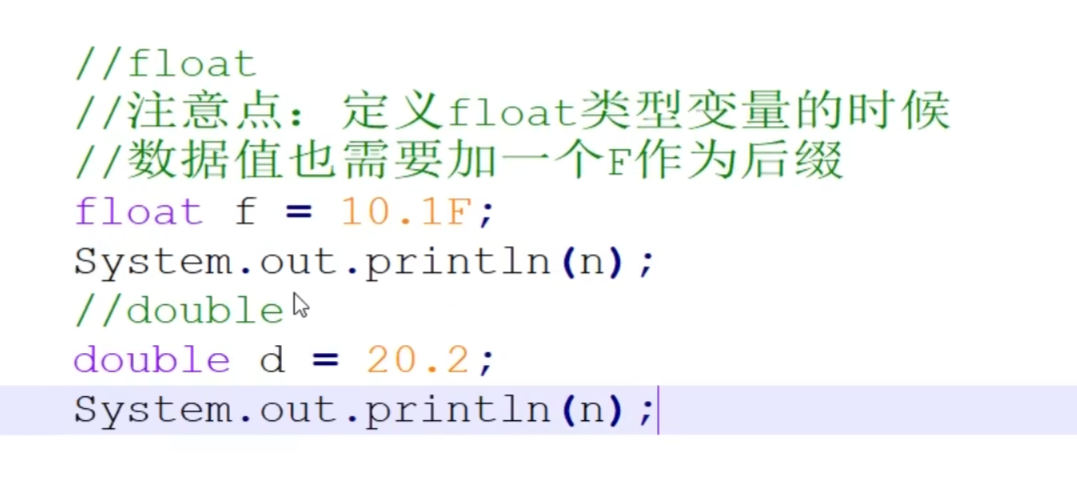 //float
//注意点：定义float类型变量的时候
//数据值也需要加一个F作为后缀
float f = 10.1F;
System.out.println(n);
//double
double d = 20.2;
System.out.println(n);